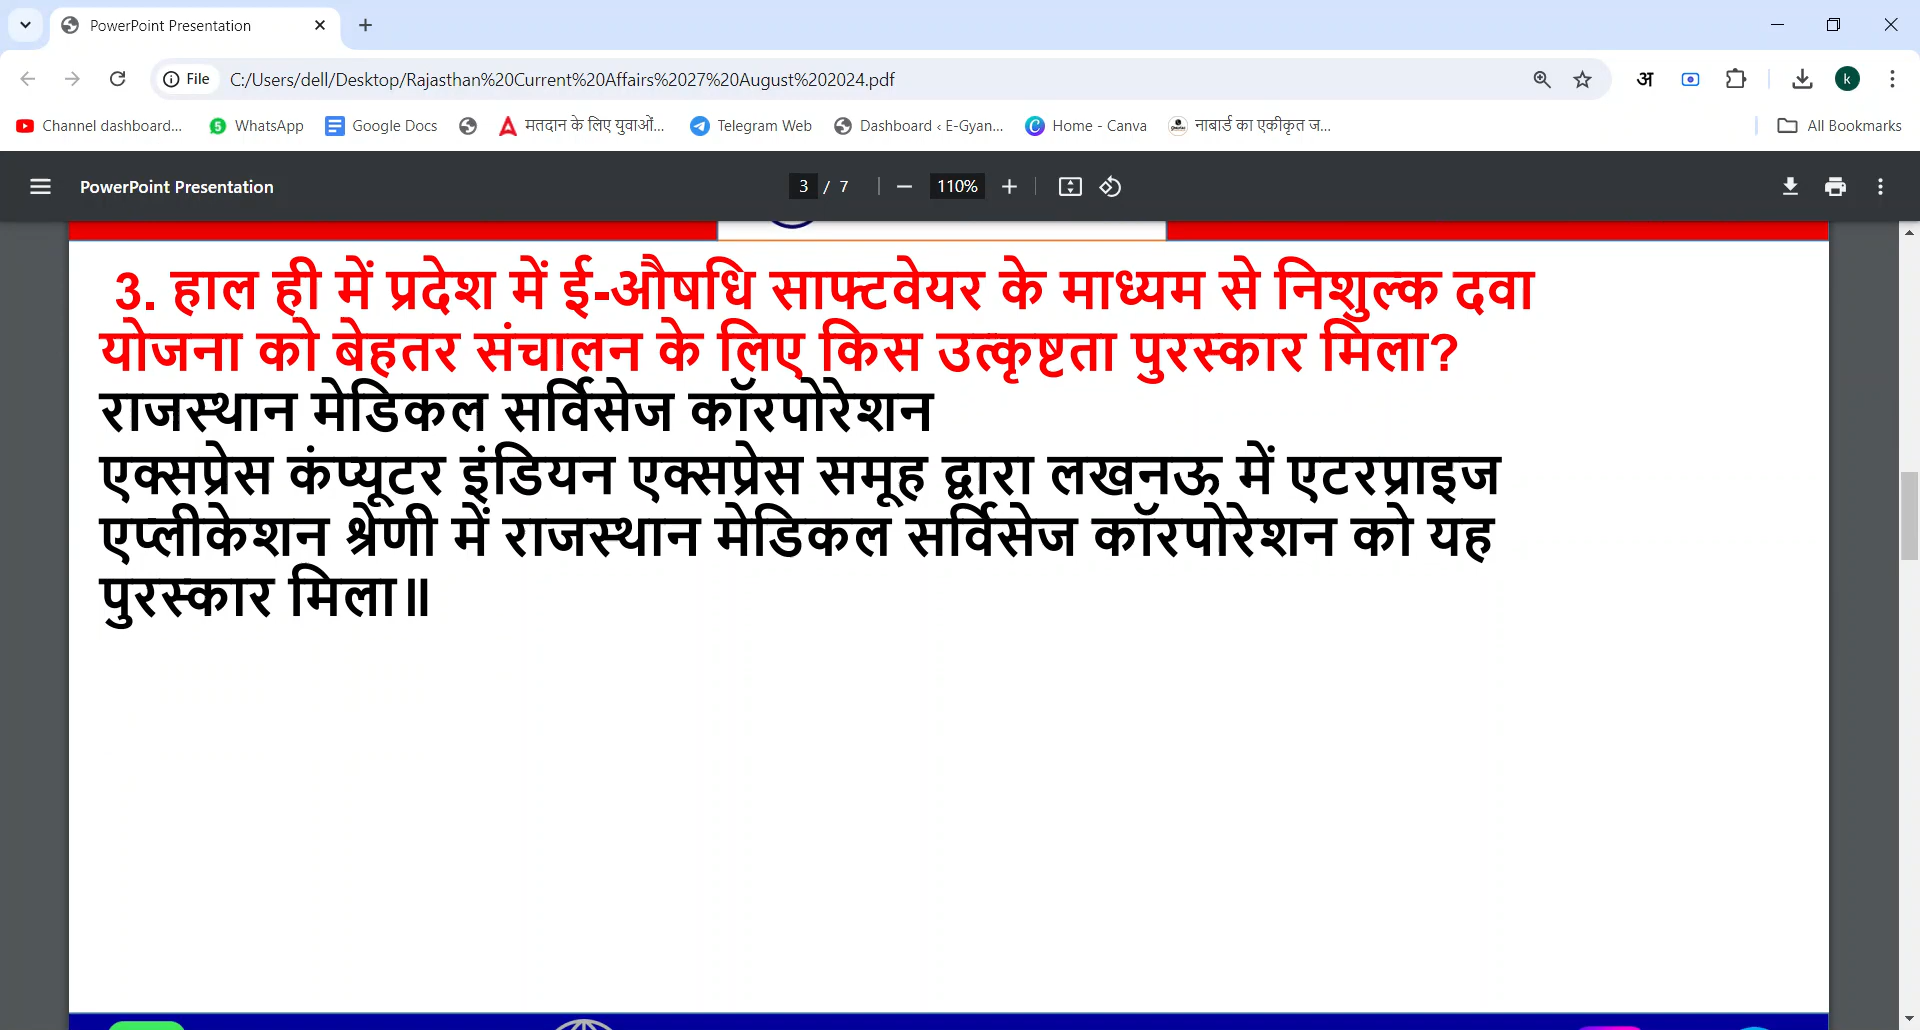 PowerPoint Presentation
File C:/Users/dell/Desktop/Rajasthan%20Current%20Affairs%2027%20August%202024.pdf अ k
Channel dashboard... 5 WhatsApp Google Docs मतदान के लिए युवाओं... Telegram Web Dashboard ‹ E-Gyan... C Home - Canva नाबार्ड का एकीकृत ज... All Bookmarks
PowerPoint Presentation 3 / 7 110%
3. हाल ही में प्रदेश में ई-औषधि साफ्टवेयर के माध्यम से निशुल्क दवा
योजना को बेहतर संचालन के लिए किस उत्कृष्टता पुरस्कार मिला?
राजस्थान मेडिकल सर्विसेज कॉरपोरेशन
एक्सप्रेस कंप्यूटर इंडियन एक्सप्रेस समूह द्वारा लखनऊ में एटरप्राइज
एप्लीकेशन श्रेणी में राजस्थान मेडिकल सर्विसेज कॉरपोरेशन को यह
पुरस्कार मिला॥